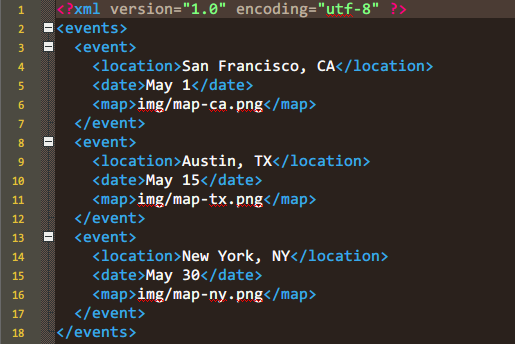 1 <?xml version="1.0" encoding="utf-8" ?>
2 <events>
3 <event>
4 <location>San Francisco, CA</location>
5 <date>May 1</date>
6 <map>img/map-ca.png</map>
7 </event>
8 <event>
9 <location>Austin, TX</location>
10 <date>May 15</date>
11 <map>img/map-tx.png</map>
12 </event>
13 <event>
14 <location>New York, NY</location>
15 <date>May 30</date>
16 <map>img/map-ny.png</map>
17 </event>
18 </events>